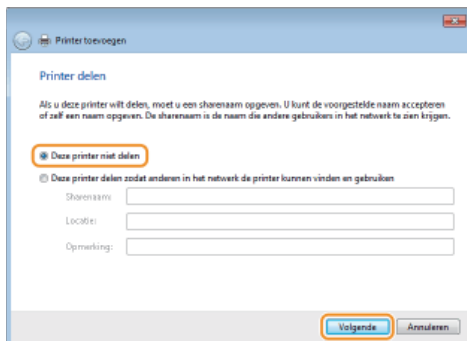 Printer toevoegen
Printer delen
Als u deze printer wilt delen, moet u een sharenaam opgeven. U kunt de voorgestelde naam accepteren
of zelf een naam opgeven. De sharenaam is de naam die andere gebruikers in het netwerk te zien krijgen.
Deze printer niet delen
Deze printer delen zodat anderen in het netwerk de printer kunnen vinden en gebruiken
Sharenaam:
Locatie:
Opmerking:
Volgende Annuleren